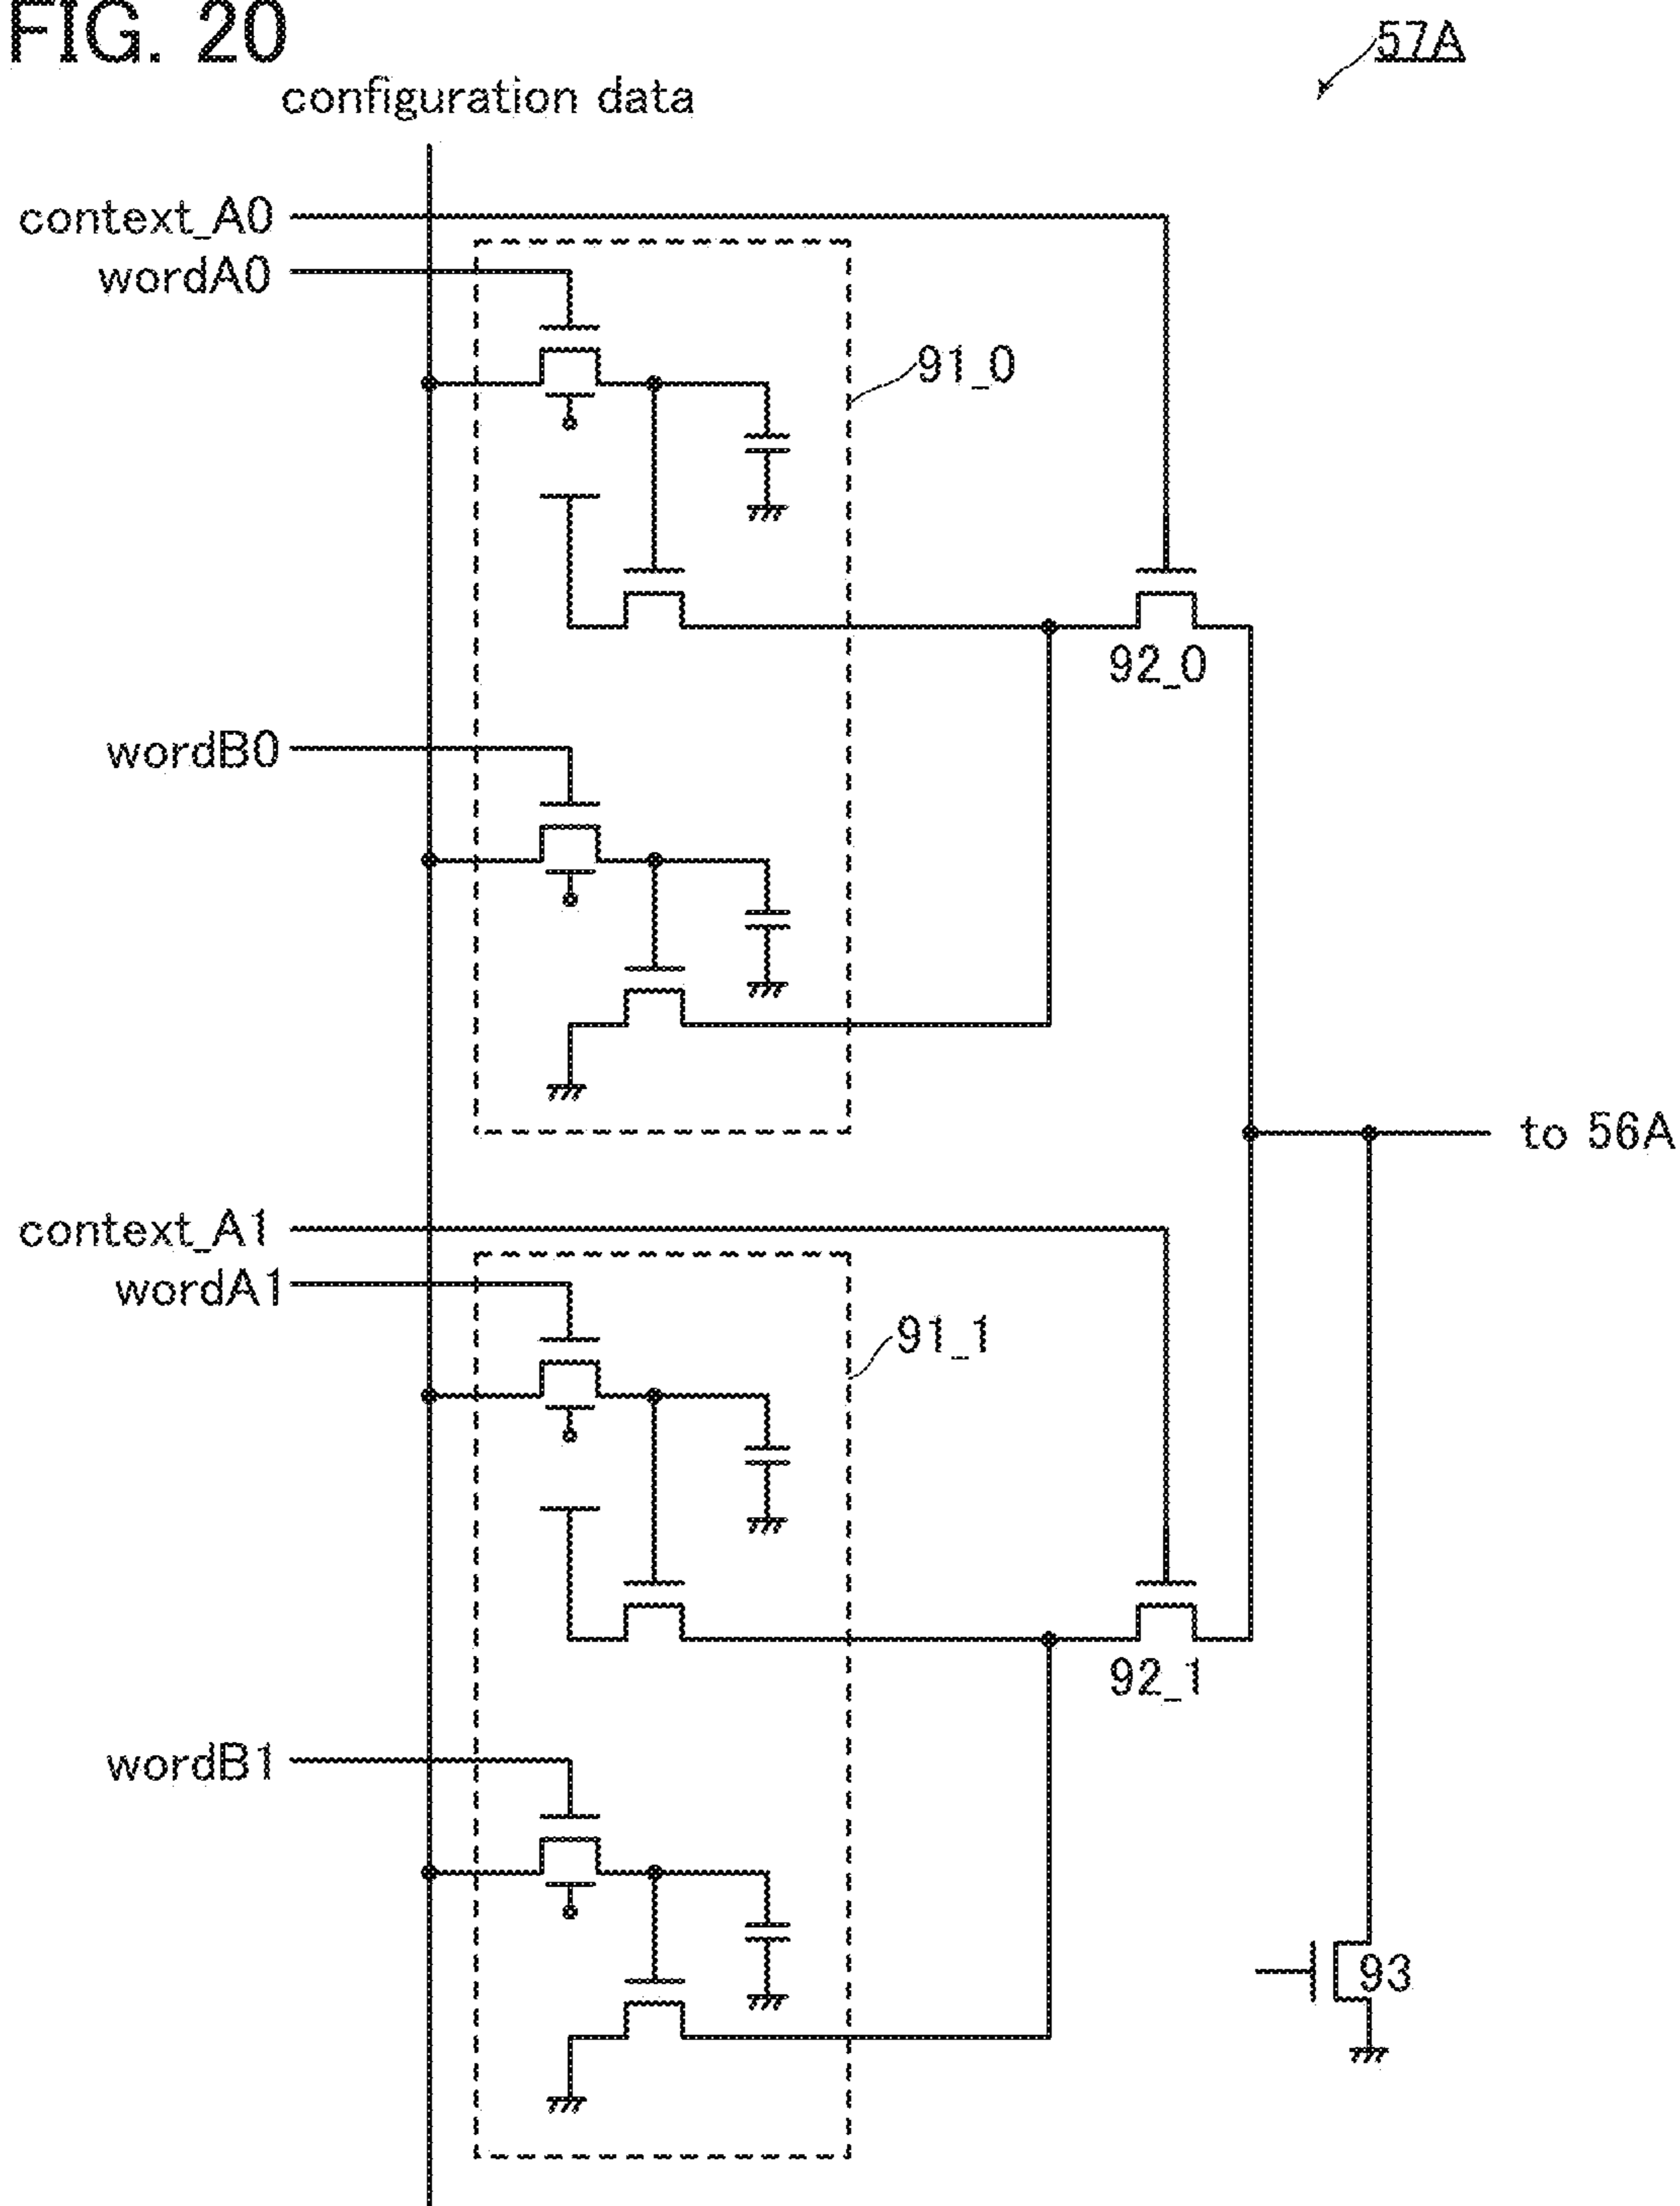 FIG. 20
57A
configuration data
context_A0
wordA0
91_0
92_0
wordB0
to 56A
context_A1
wordA1
91_1
92_1
wordB1
93